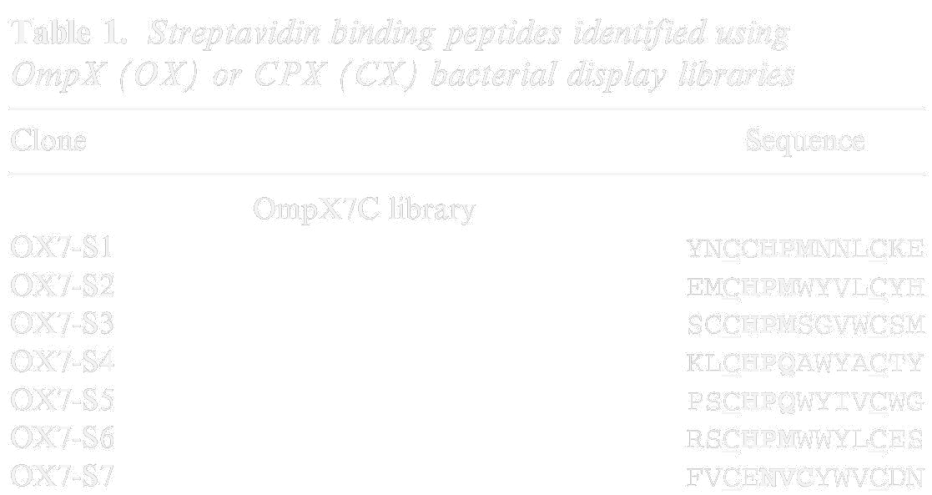 Table 1. Streptavidin binding peptides identified using
OmpX (OX) or CPX (CX) bacterial display libraries
Clone Sequence
OmpX7C library
OX7-S1 YNCCHPMNNLCKE
OX7-S2 EMCHPMWYVLCYH
OX7-S3 SCCHPMSGVWCSM
OX7-S4 KLCHPQAWYACTY
OX7-S5 PSCHPQWYIVCWG
OX7-S6 RSCHPMWWYLCES
OX7-S7 FVCENVCYWVCDN